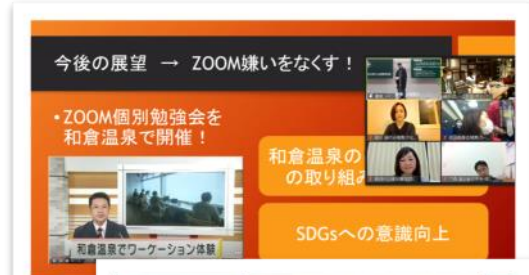 今後の展望 → ZOOM嫌いをなくす！
•ZOOM個別勉強会を
和倉温泉で開催！
和倉温泉の
の取り組み
SDGsへの意識向上
和倉温泉でワーケーション体験